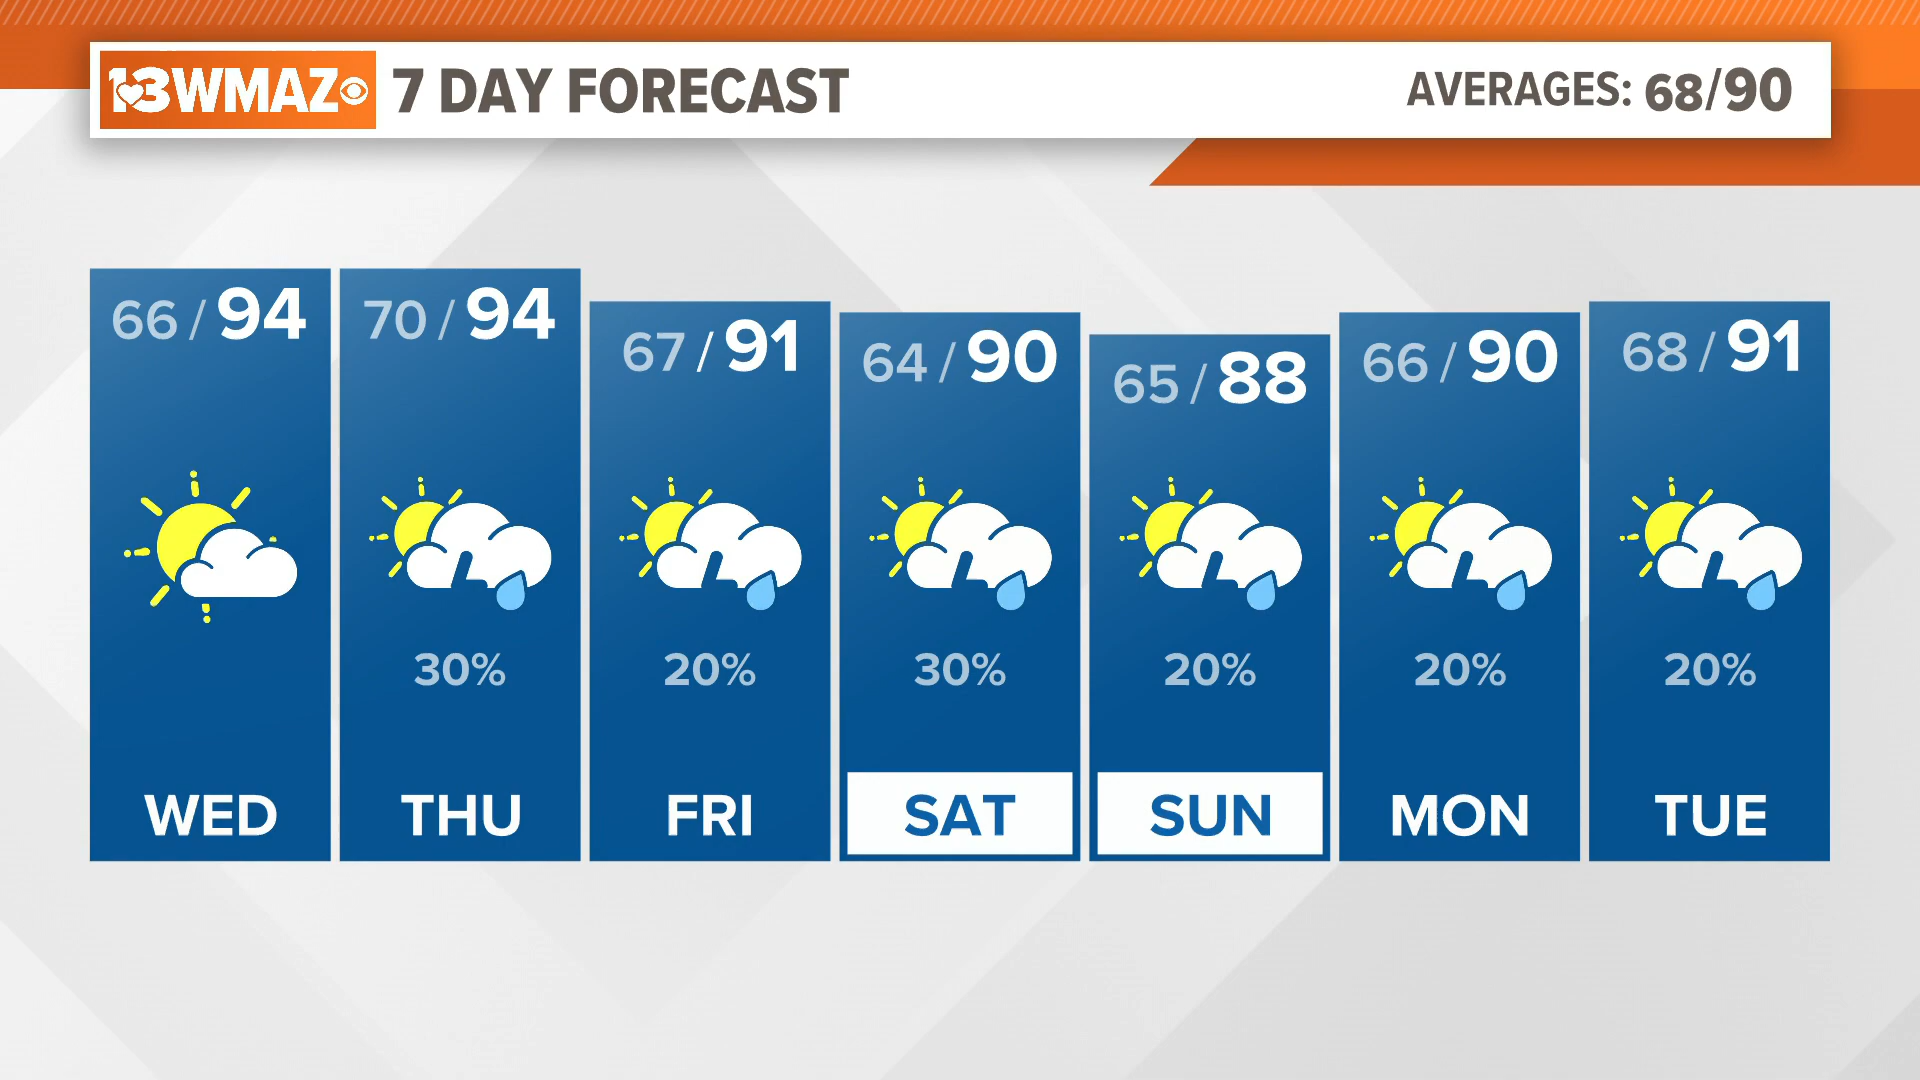 13WMAZ 7 DAY FORECAST AVERAGES: 68/90
66 / 94 70 / 94 67 / 91 64 / 90 65 / 88 66 / 90 68 / 91
30% 20% 30% 20% 20% 20%
WED THU FRI SAT SUN MON TUE